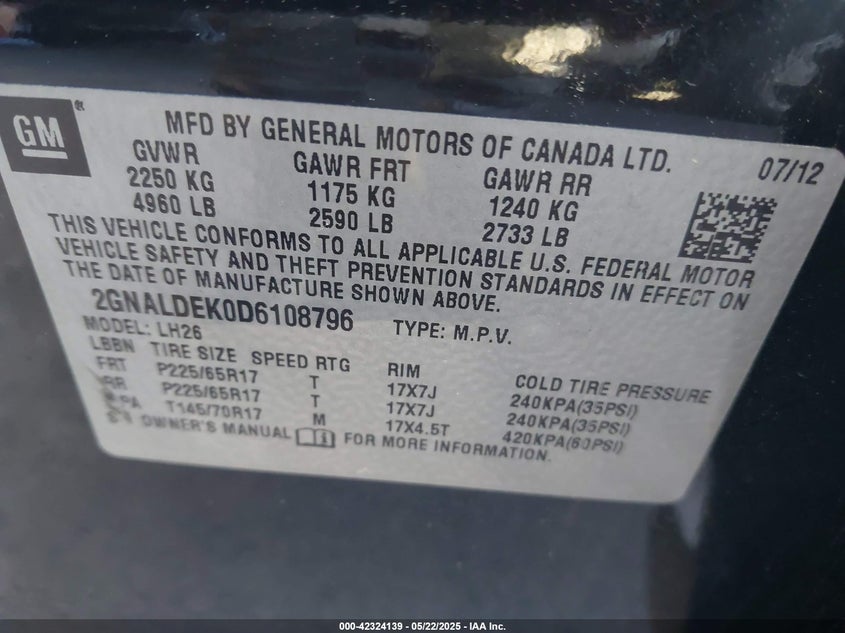 GM
MFD BY GENERAL MOTORS OF CANADA LTD.
07/12
GVWR GAWR FRT GAWR RR
2250 KG 1175 KG 1240 KG
4960 LB 2590 LB 2733 LB
THIS VEHICLE CONFORMS TO ALL APPLICABLE U.S. FEDERAL MOTOR
VEHICLE SAFETY AND THEFT PREVENTION STANDARDS IN EFFECT ON
THE DATE OF MANUFACTURE SHOWN ABOVE.
2GNALDEK0D6108796 TYPE: M.P.V.
MODEL: LH26
LBBN TIRE SIZE SPEED RTG RIM COLD TIRE PRESSURE
FRT P225/65R17 T 17X7J 240KPA(35PSI)
RR P225/65R17 T 17X7J 240KPA(35PSI)
T145/70R17 M 17X4.5T 420KPA(60PSI)
OWNER'S MANUAL FOR MORE INFORMATION.
000-42324139 - 05/22/2025 - IAA Inc.